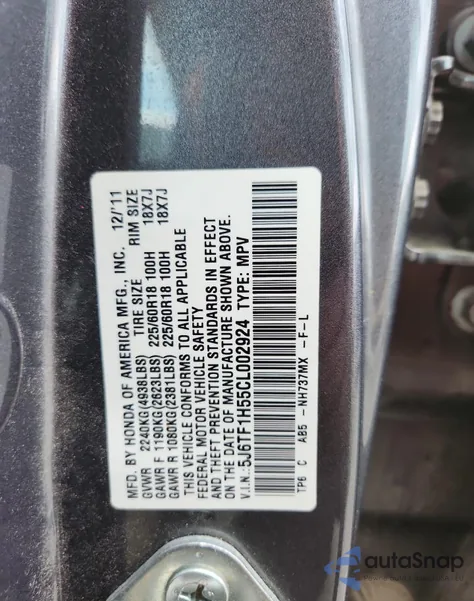 MFD. BY HONDA OF AMERICA MFG., INC. 12/'11
TIRE SIZE RIM SIZE
GVWR 2240KG(4938LBS)
GAWR F 1190KG(2623LBS) 225/60R18 100H 18X7J
GAWR R 1080KG(2381LBS) 225/60R18 100H 18X7J
THIS VEHICLE CONFORMS TO ALL APPLICABLE
FEDERAL MOTOR VEHICLE SAFETY
AND THEFT PREVENTION STANDARDS IN EFFECT
ON THE DATE OF MANUFACTURE SHOWN ABOVE.
V.I.N.: 5J6TF1H55CL002924 TYPE: MPV
TP6 C AB5 -NH737MX -F-L
autoSnap